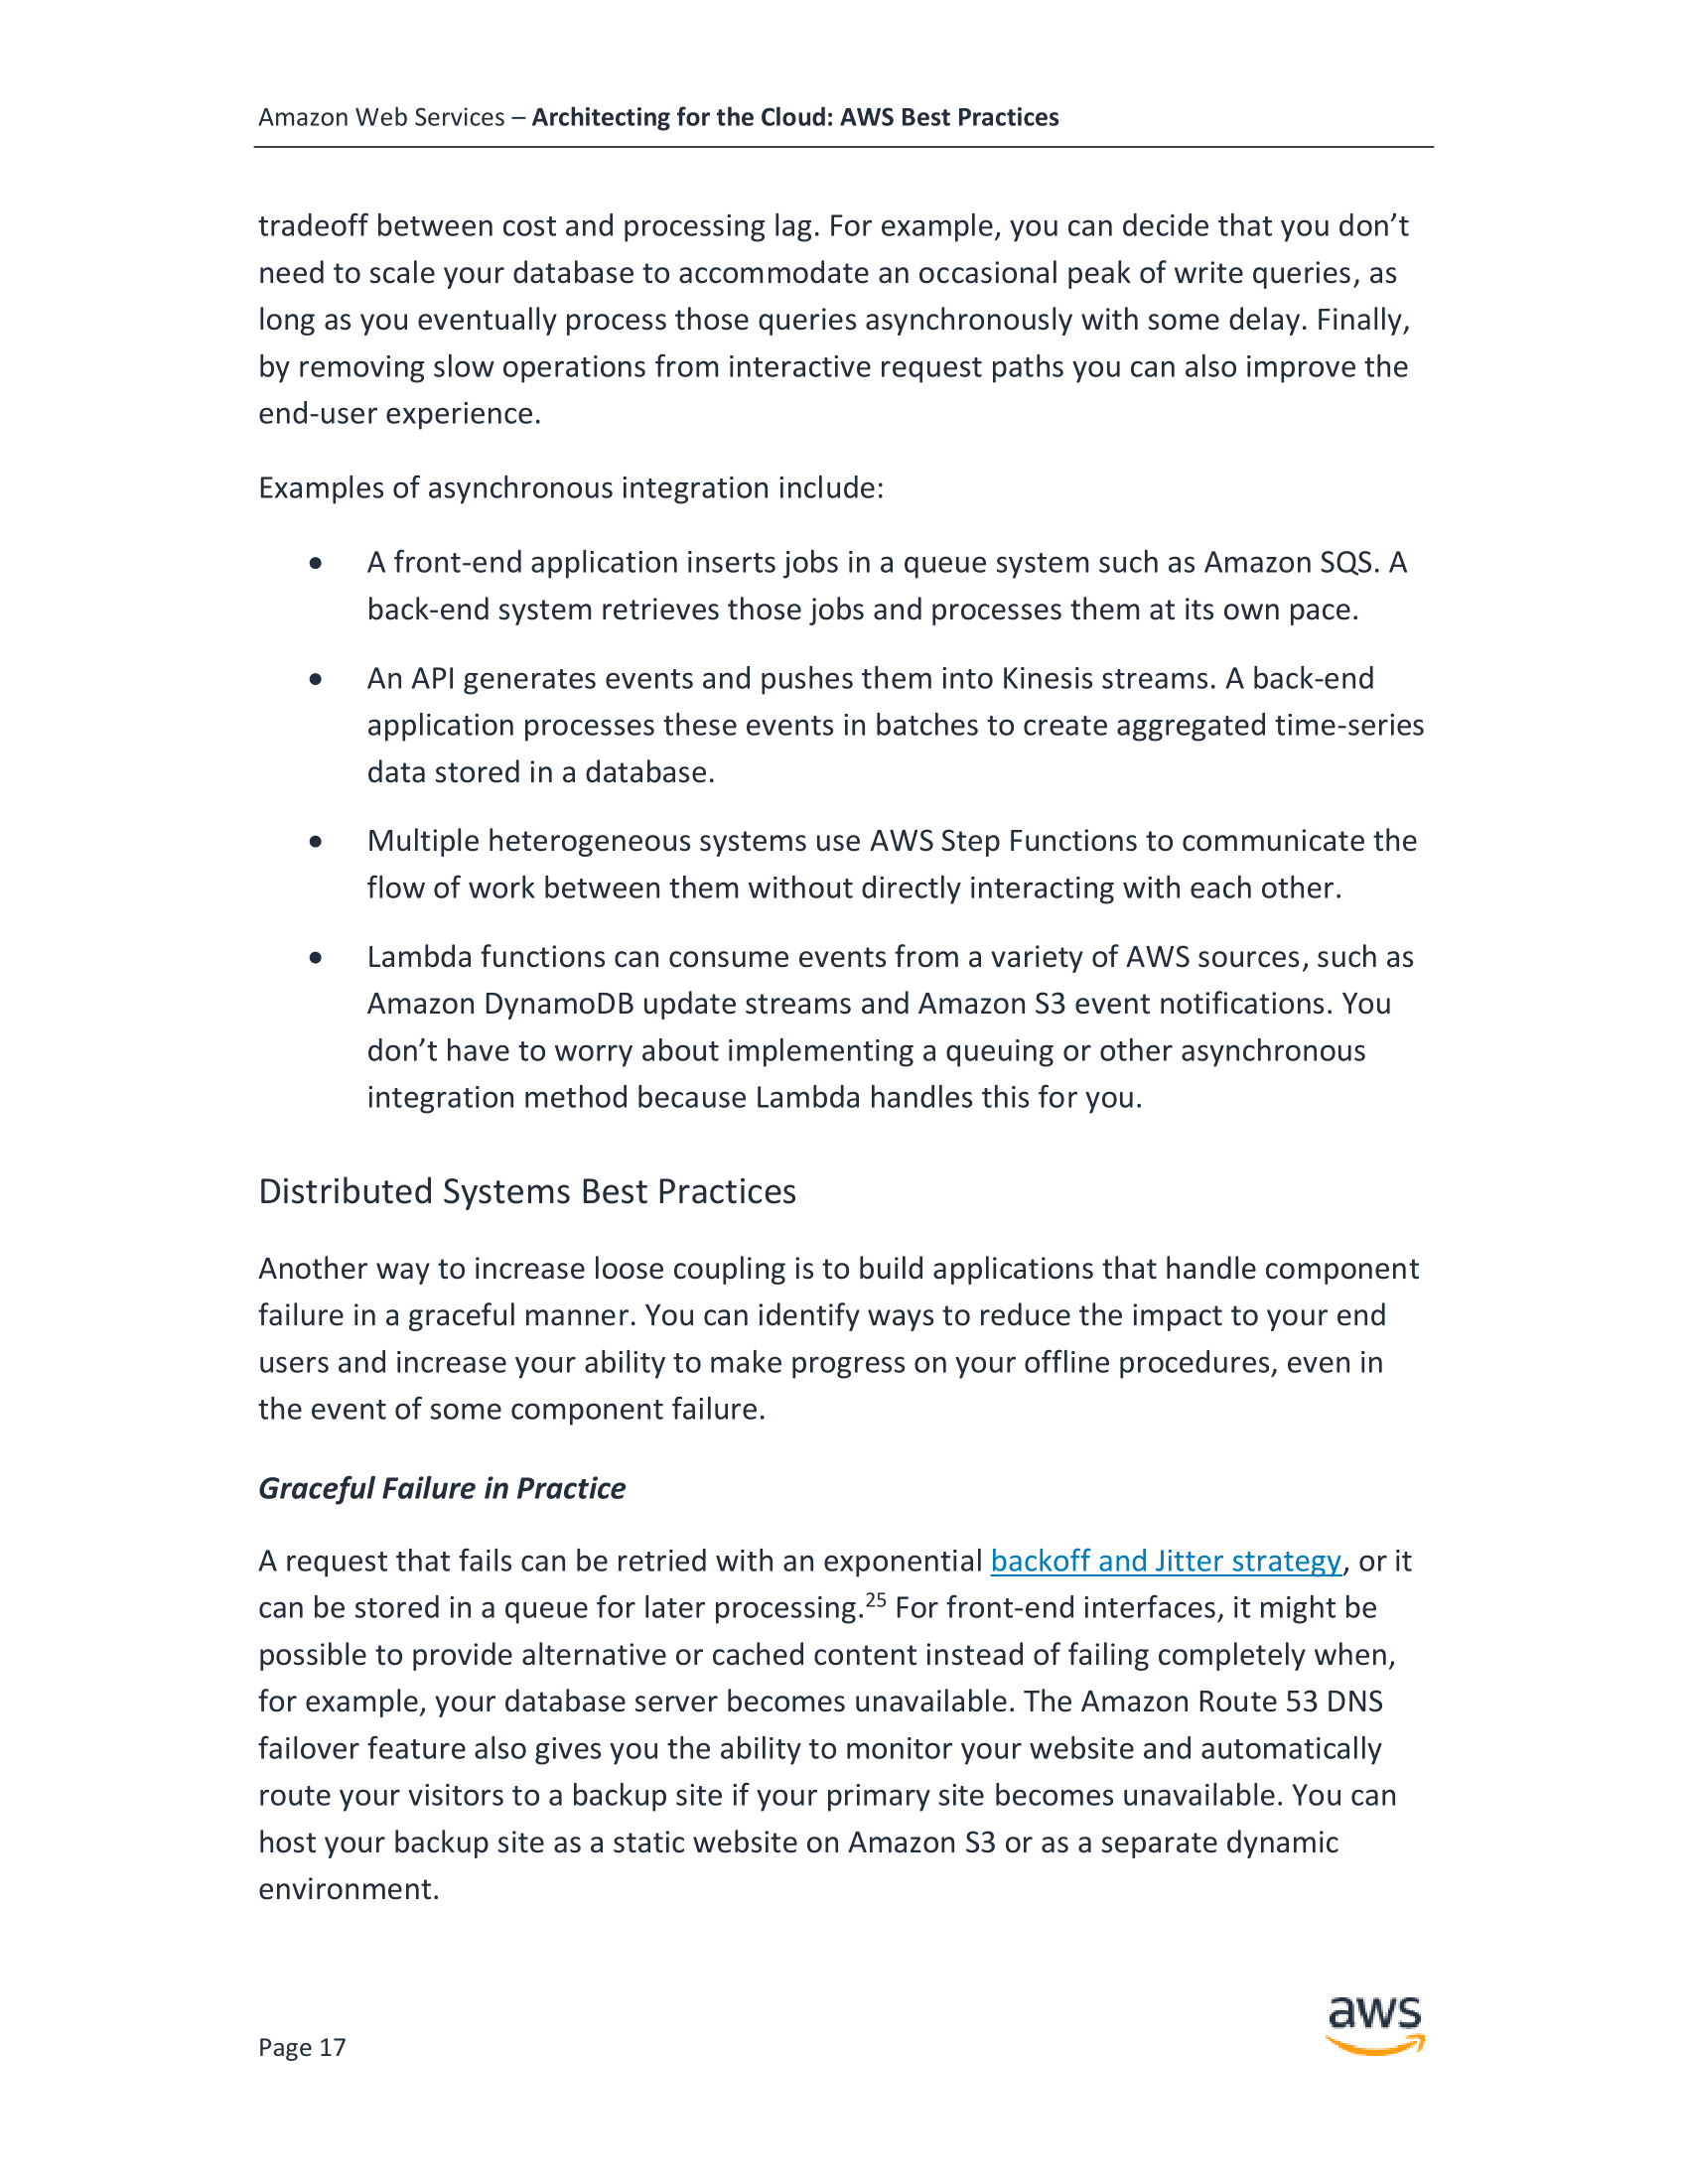 Amazon Web Services – Architecting for the Cloud: AWS Best Practices
tradeoff between cost and processing lag. For example, you can decide that you don’t
need to scale your database to accommodate an occasional peak of write queries, as
long as you eventually process those queries asynchronously with some delay. Finally,
by removing slow operations from interactive request paths you can also improve the
end-user experience.
Examples of asynchronous integration include:
• A front-end application inserts jobs in a queue system such as Amazon SQS. A
back-end system retrieves those jobs and processes them at its own pace.
• An API generates events and pushes them into Kinesis streams. A back-end
application processes these events in batches to create aggregated time-series
data stored in a database.
• Multiple heterogeneous systems use AWS Step Functions to communicate the
flow of work between them without directly interacting with each other.
• Lambda functions can consume events from a variety of AWS sources, such as
Amazon DynamoDB update streams and Amazon S3 event notifications. You
don’t have to worry about implementing a queuing or other asynchronous
integration method because Lambda handles this for you.
Distributed Systems Best Practices
Another way to increase loose coupling is to build applications that handle component
failure in a graceful manner. You can identify ways to reduce the impact to your end
users and increase your ability to make progress on your offline procedures, even in
the event of some component failure.
Graceful Failure in Practice
A request that fails can be retried with an exponential backoff and Jitter strategy, or it
can be stored in a queue for later processing.25 For front-end interfaces, it might be
possible to provide alternative or cached content instead of failing completely when,
for example, your database server becomes unavailable. The Amazon Route 53 DNS
failover feature also gives you the ability to monitor your website and automatically
route your visitors to a backup site if your primary site becomes unavailable. You can
host your backup site as a static website on Amazon S3 or as a separate dynamic
environment.
aws
Page 17